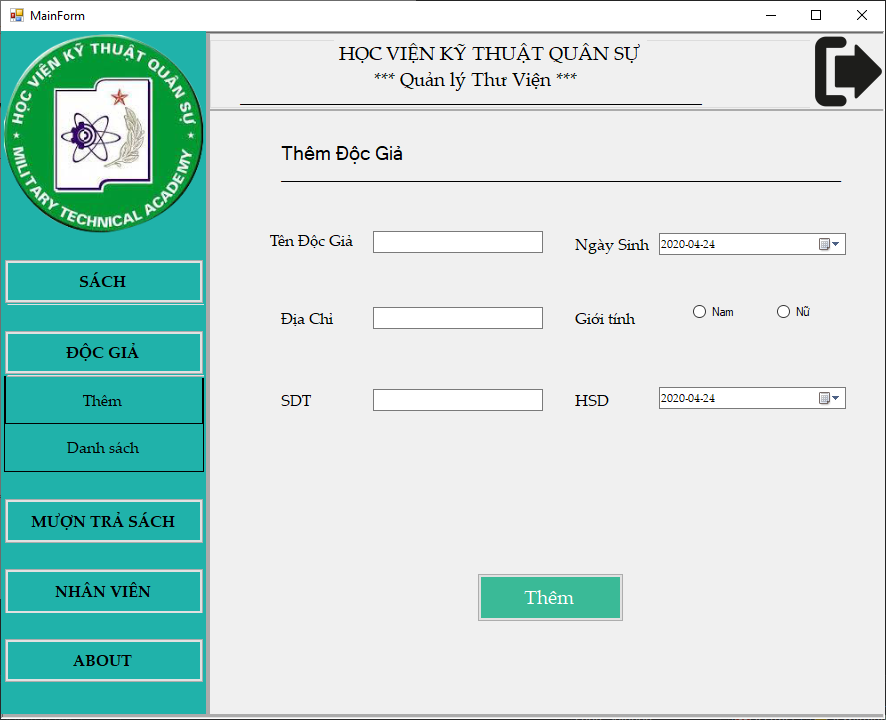 MainForm
HỌC VIỆN KỸ THUẬT QUÂN SỰ
MILITARY TECHNICAL ACADEMY
HỌC VIỆN KỸ THUẬT QUÂN SỰ
*** Quản lý Thư Viện ***
SÁCH
ĐỘC GIẢ
Thêm
Danh sách
MƯỢN TRẢ SÁCH
NHÂN VIÊN
ABOUT
Thêm Độc Giả
Tên Độc Giả
Ngày Sinh
2020-04-24
Địa Chỉ
Giới tính
Nam
Nữ
SDT
HSD
2020-04-24
Thêm